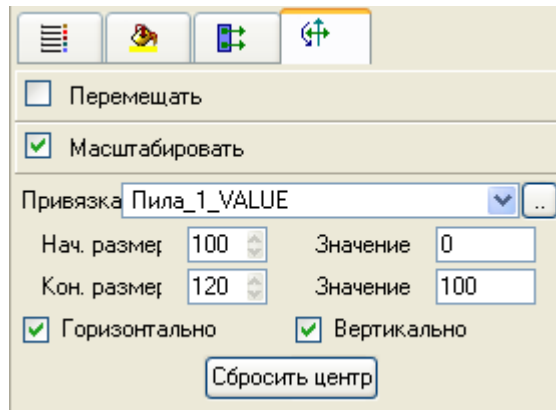 Перемещать
Масштабировать
Привязка Пила_1_VALUE ..
Нач. размер 100 Значение 0
Кон. размер 120 Значение 100
Горизонтально Вертикально
Сбросить центр